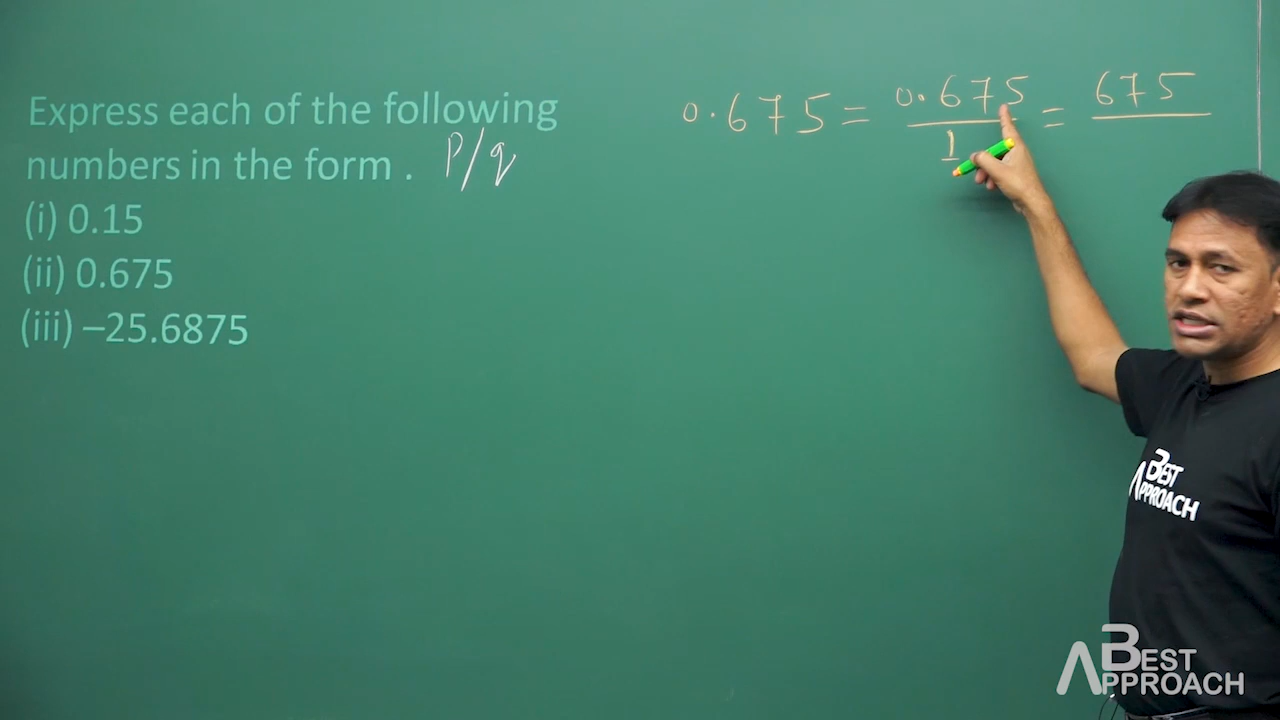 Express each of the following
numbers in the form . P/q
(i) 0.15
(ii) 0.675
(iii) –25.6875
0.675 = 0.675/1 = 675/
BEST
APPROACH
BEST
APPROACH